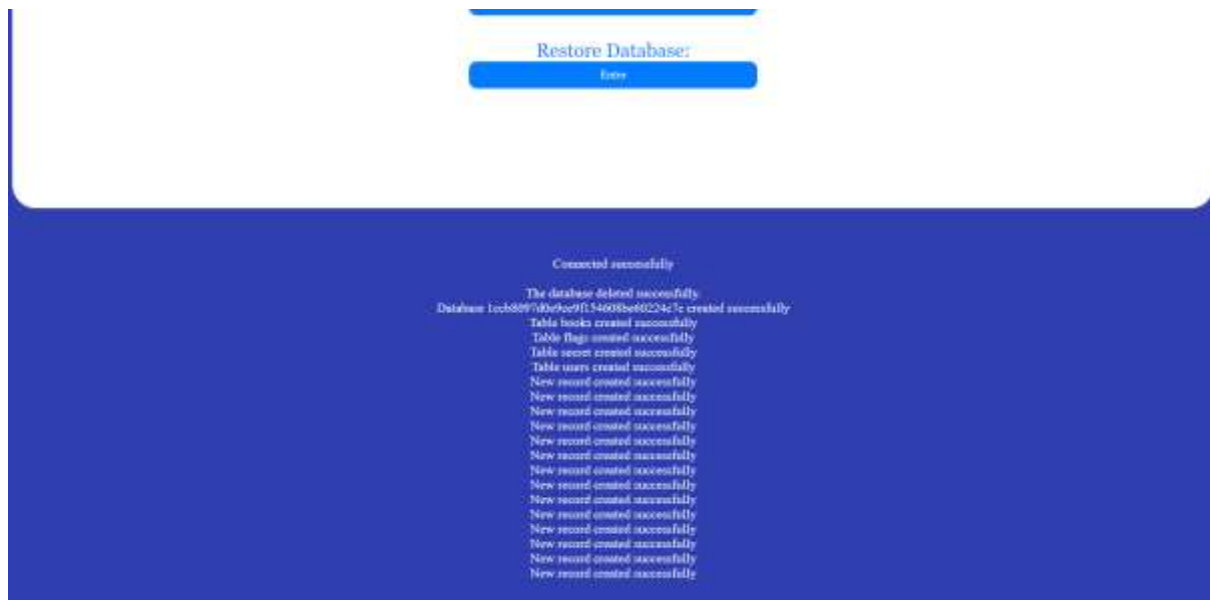 Restore Database:
Enter
Connected successfully
The database deleted successfully
Database created successfully
Table books created successfully
Table flags created successfully
Table secret created successfully
Table users created successfully
New record created successfully
New record created successfully
New record created successfully
New record created successfully
New record created successfully
New record created successfully
New record created successfully
New record created successfully
New record created successfully
New record created successfully
New record created successfully
New record created successfully
New record created successfully
New record created successfully